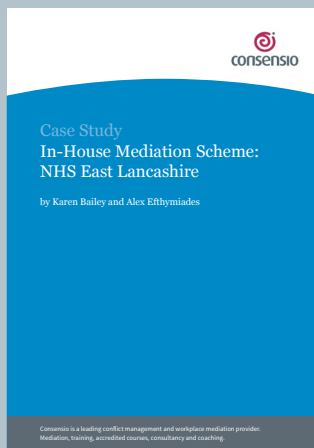 consensio
Case Study
In-House Mediation Scheme:
NHS East Lancashire
by Karen Bailey and Alex Efthymiades
Consensio is a leading conflict management and workplace mediation provider.
Mediation, training, accredited courses, consultancy and coaching.